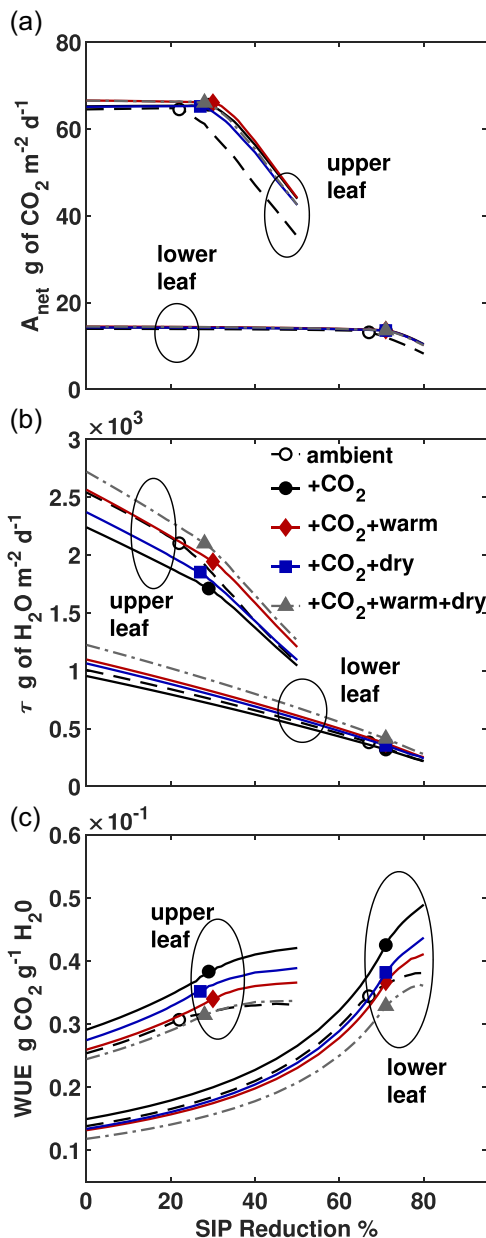 (a)
80
60
40
20
0
A_net g of CO₂ m⁻² d⁻¹
upper
leaf
lower
leaf
(b)
× 10³
3
2.5
2
1.5
1
0.5
0
τ g of H₂O m⁻² d⁻¹
ambient
+CO₂
+CO₂+warm
+CO₂+dry
+CO₂+warm+dry
upper
leaf
lower
leaf
(c)
×10⁻¹
0.6
0.5
0.4
0.3
0.2
0.1
WUE g CO₂ g⁻¹ H₂0
upper
leaf
lower
leaf
0 20 40 60 80
SIP Reduction %